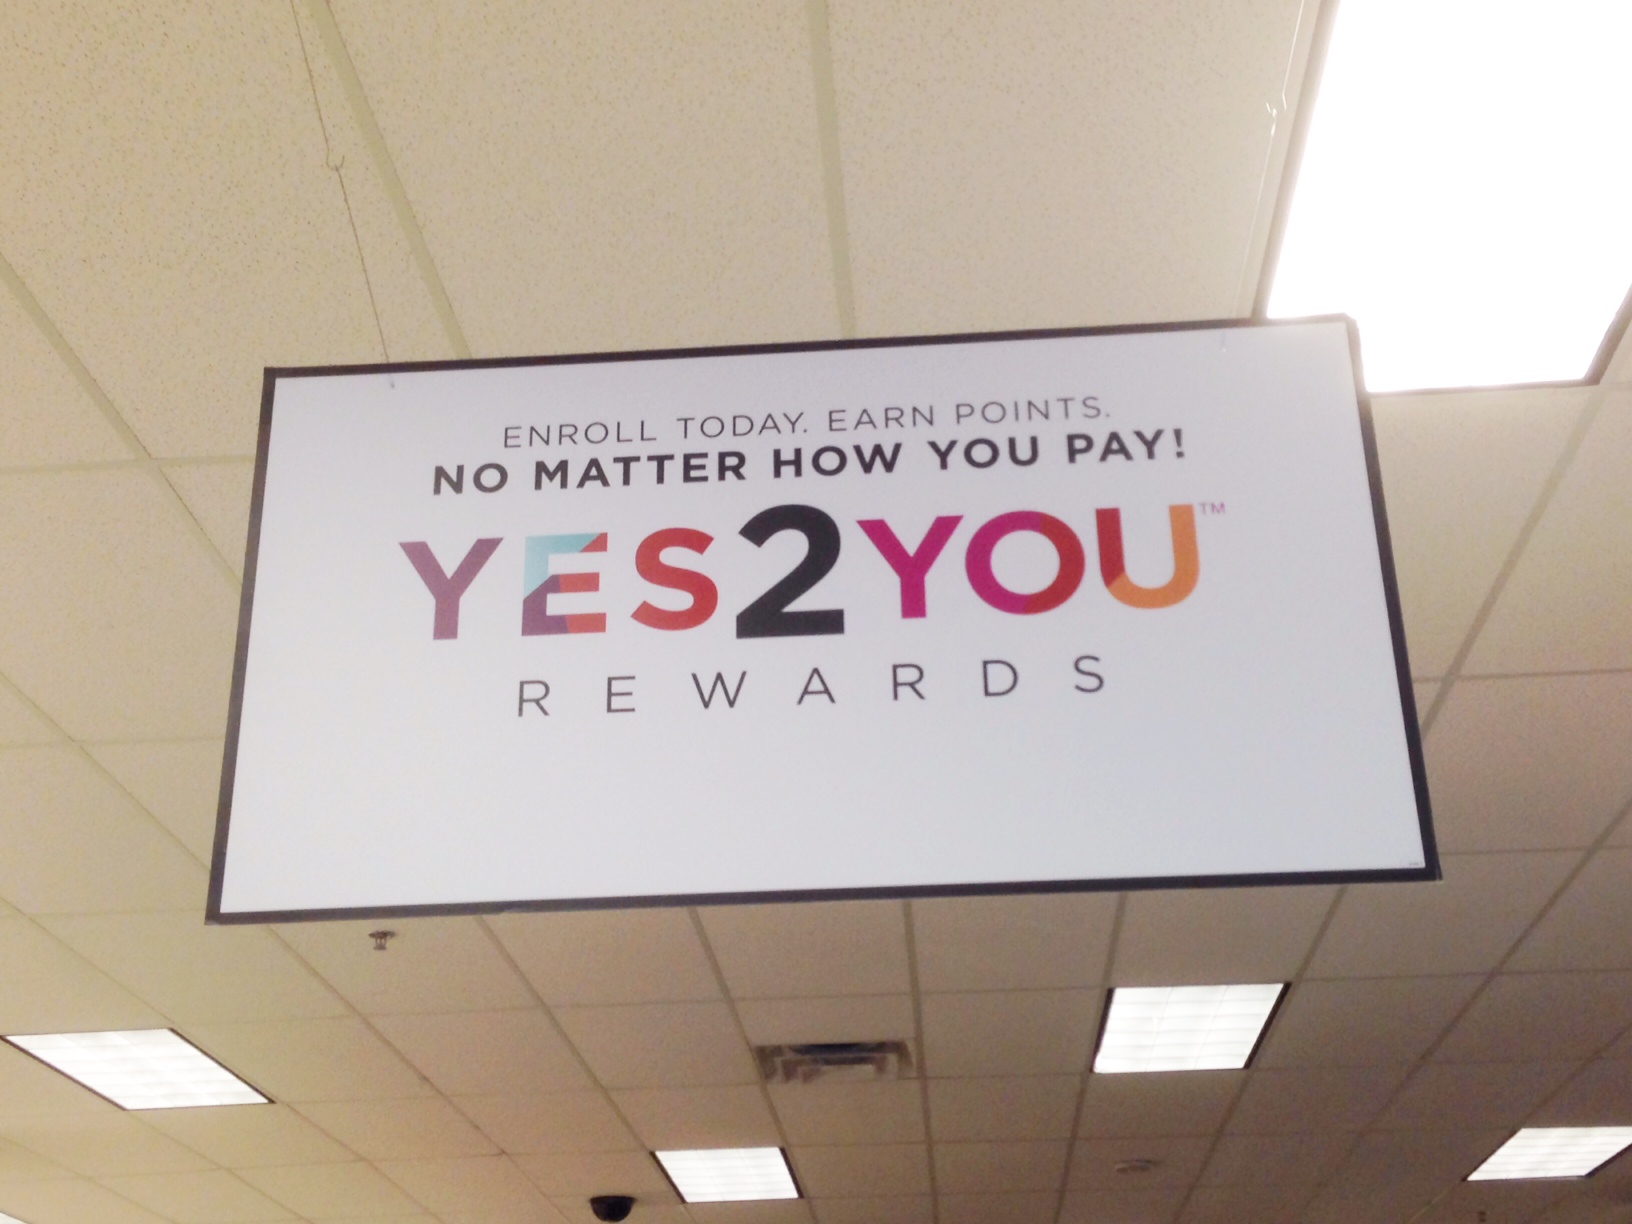 ENROLL TODAY. EARN POINTS.
NO MATTER HOW YOU PAY!
YES2YOU™
REWARDS